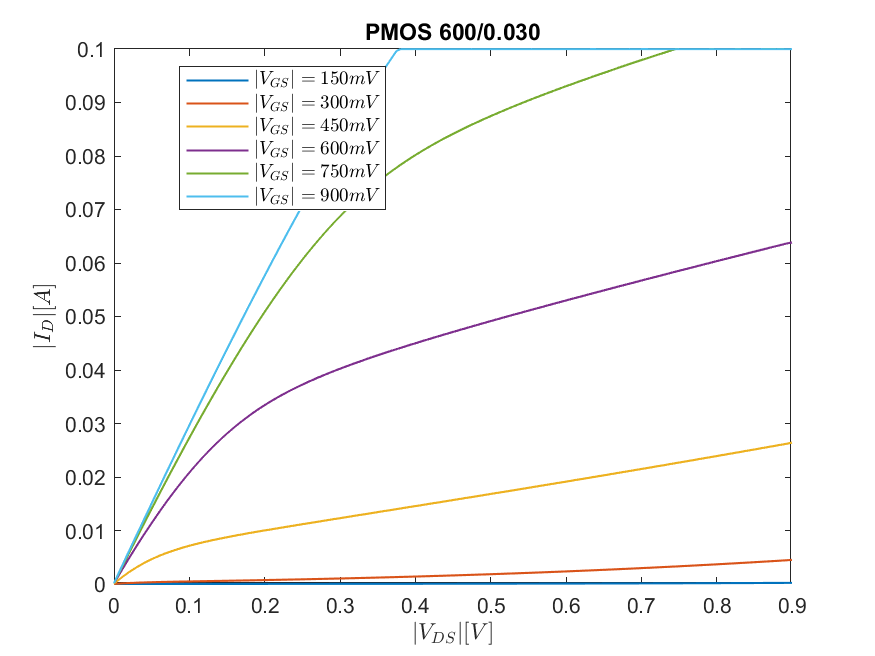 PMOS 600/0.030
0.1
0.09
0.08
0.07
0.06
0.05
0.04
0.03
0.02
0.01
0
|I_D|[A]
|V_GS| = 150mV
|V_GS| = 300mV
|V_GS| = 450mV
|V_GS| = 600mV
|V_GS| = 750mV
|V_GS| = 900mV
0 0.1 0.2 0.3 0.4 0.5 0.6 0.7 0.8 0.9
|V_DS|[V]